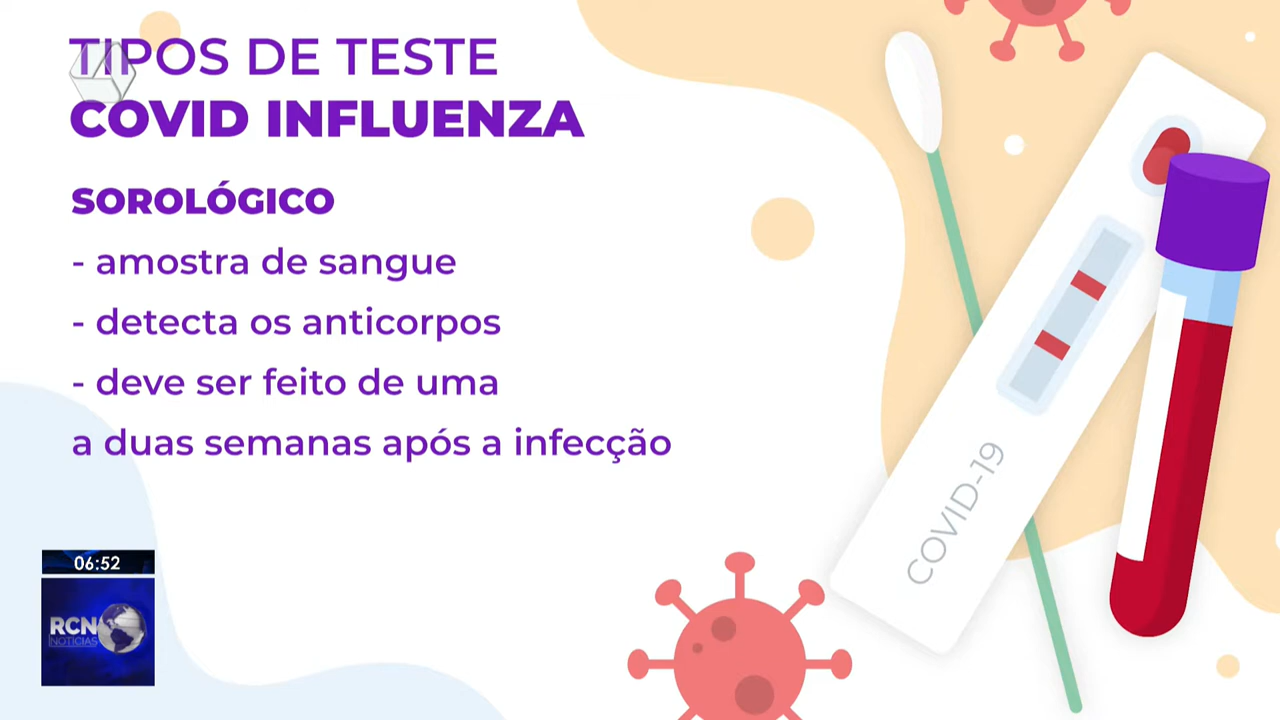 TIPOS DE TESTE
COVID INFLUENZA
SOROLÓGICO
- amostra de sangue
- detecta os anticorpos
- deve ser feito de uma
a duas semanas após a infecção
COVID-19
06:52
RCN
NOTÍCIAS